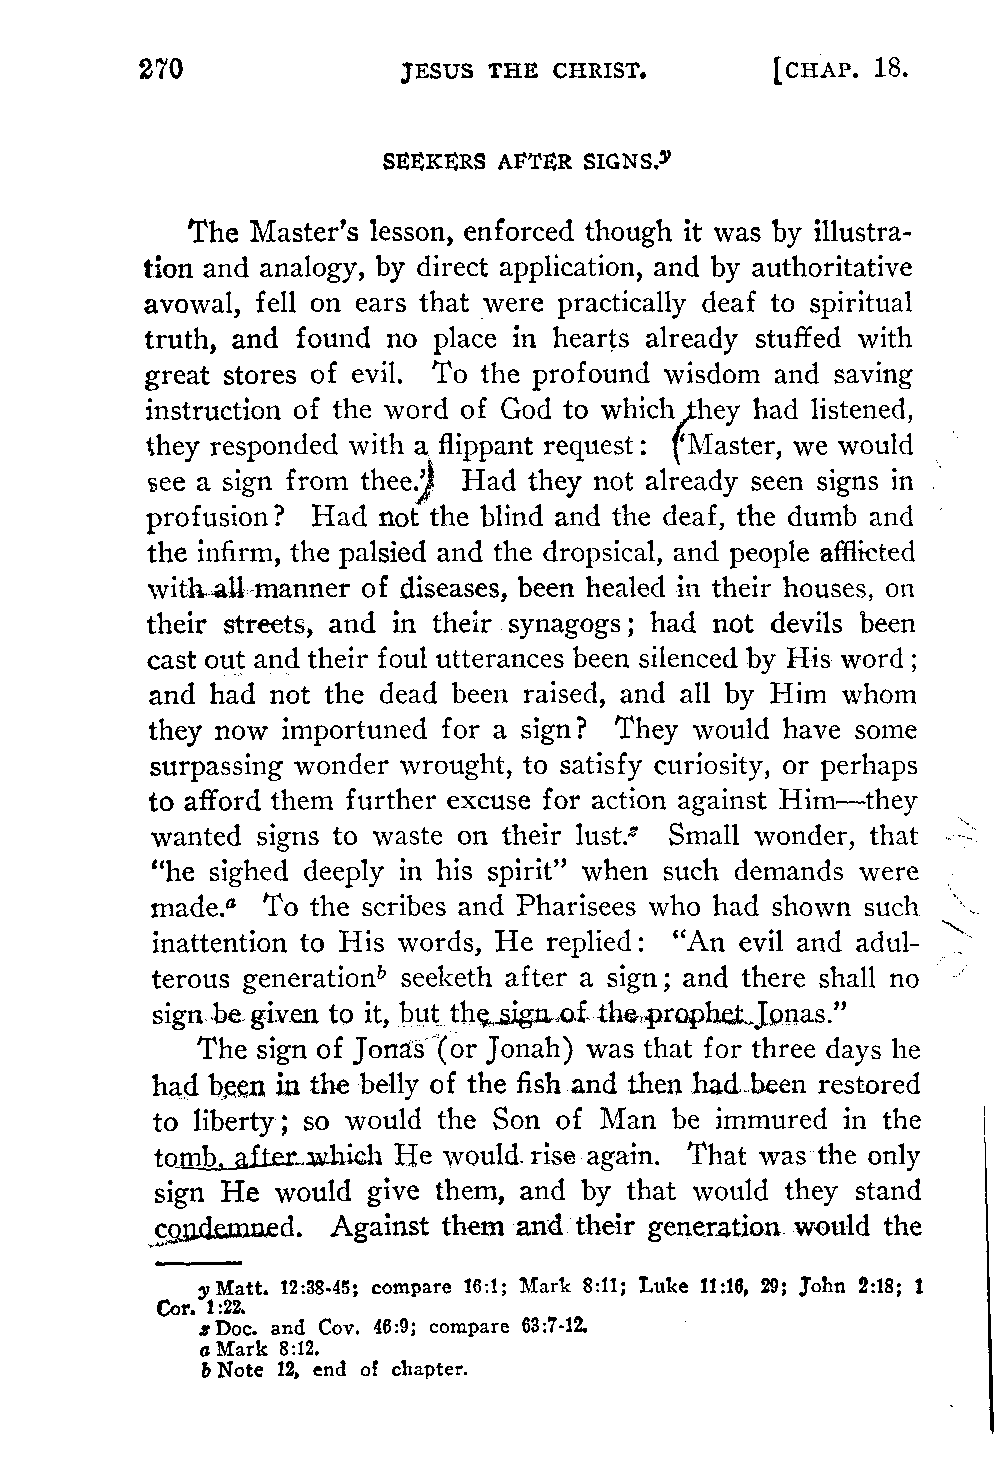 270 JESUS THE CHRIST. [CHAP. 18.
SEEKERS AFTER SIGNS.y
The Master's lesson, enforced though it was by illustra-
tion and analogy, by direct application, and by authoritative
avowal, fell on ears that were practically deaf to spiritual
truth, and found no place in hearts already stuffed with
great stores of evil. To the profound wisdom and saving
instruction of the word of God to which they had listened,
they responded with a flippant request: "Master, we would
see a sign from thee." Had they not already seen signs in
profusion? Had not the blind and the deaf, the dumb and
the infirm, the palsied and the dropsical, and people afflicted
with all manner of diseases, been healed in their houses, on
their streets, and in their synagogs; had not devils been
cast out and their foul utterances been silenced by His word;
and had not the dead been raised, and all by Him whom
they now importuned for a sign? They would have some
surpassing wonder wrought, to satisfy curiosity, or perhaps
to afford them further excuse for action against Him—they
wanted signs to waste on their lust.z Small wonder, that
"he sighed deeply in his spirit" when such demands were
made.a To the scribes and Pharisees who had shown such
inattention to His words, He replied: "An evil and adul-
terous generationb seeketh after a sign; and there shall no
sign be given to it, but the sign of the prophet Jonas."
The sign of Jonas (or Jonah) was that for three days he
had been in the belly of the fish and then had been restored
to liberty; so would the Son of Man be immured in the
tomb, after which He would rise again. That was the only
sign He would give them, and by that would they stand
condemned. Against them and their generation would the
y Matt. 12:38-45; compare 16:1; Mark 8:11; Luke 11:16, 29; John 2:18; 1
Cor. 1:22.
z Doc. and Cov. 46:9; compare 63:7-12.
a Mark 8:12.
b Note 12, end of chapter.